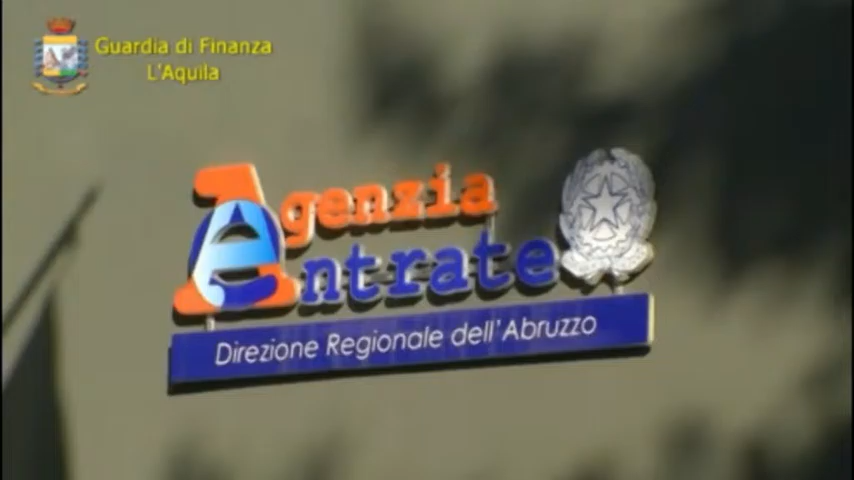 Guardia di Finanza
L'Aquila
Agenzia
Entrate
Direzione Regionale dell'Abruzzo